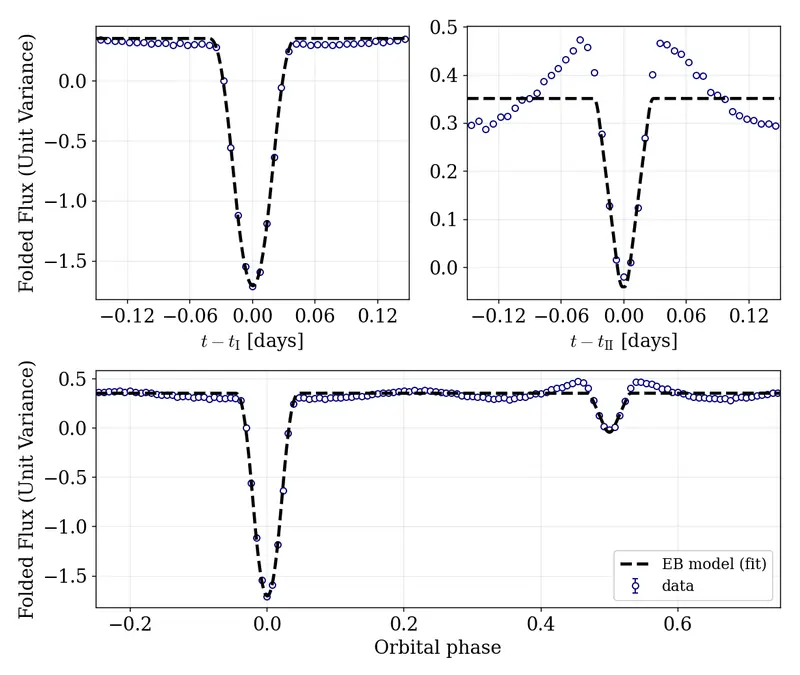 Folded Flux (Unit Variance)
0.0
−0.5
−1.0
−1.5
−0.12 −0.06 0.00 0.06 0.12
t − tI [days]
0.5
0.4
0.3
0.2
0.1
0.0
−0.12 −0.06 0.00 0.06 0.12
t − tII [days]
Folded Flux (Unit Variance)
0.5
0.0
−0.5
−1.0
−1.5
−0.2 0.0 0.2 0.4 0.6
Orbital phase
EB model (fit)
data